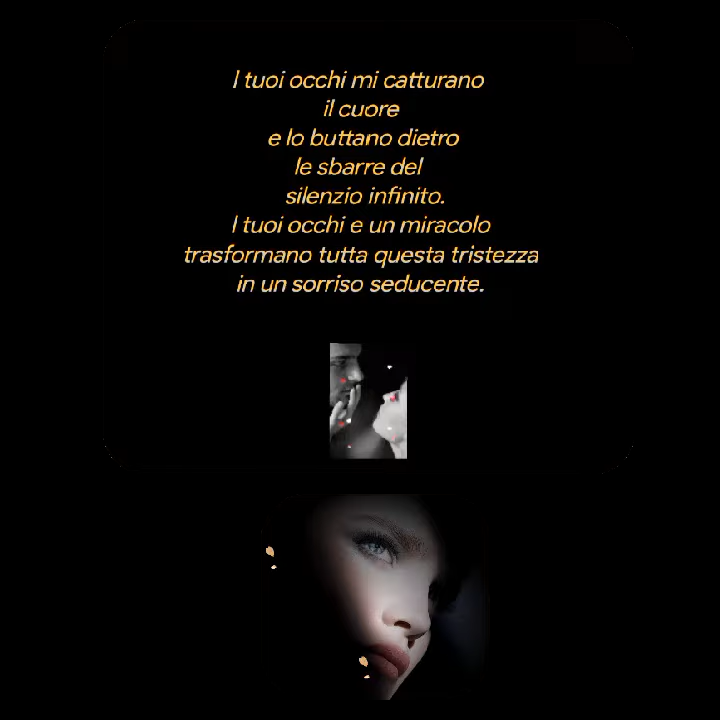 I tuoi occhi mi catturano
il cuore
e lo buttano dietro
le sbarre del
silenzio infinito.
I tuoi occhi e un miracolo
trasformano tutta questa tristezza
in un sorriso seducente.